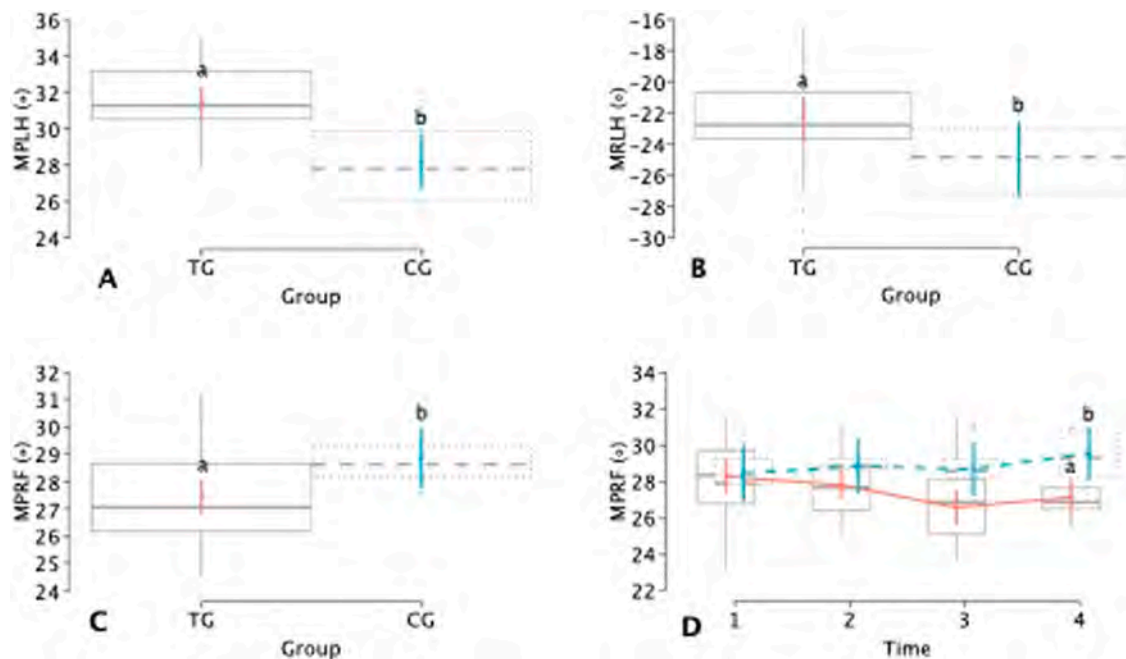 36
34
32
30
28
26
24
MPLH (∘)
a
b
TG CG
A
Group
−16
−18
−20
−22
−24
−26
−28
−30
MRLH (∘)
a
b
TG CG
B
Group
32
31
30
29
28
27
26
25
24
MPRF (∘)
a
b
TG CG
C
Group
34
32
30
28
26
24
22
MPRF (∘)
b
a
1 2 3 4
D
Time